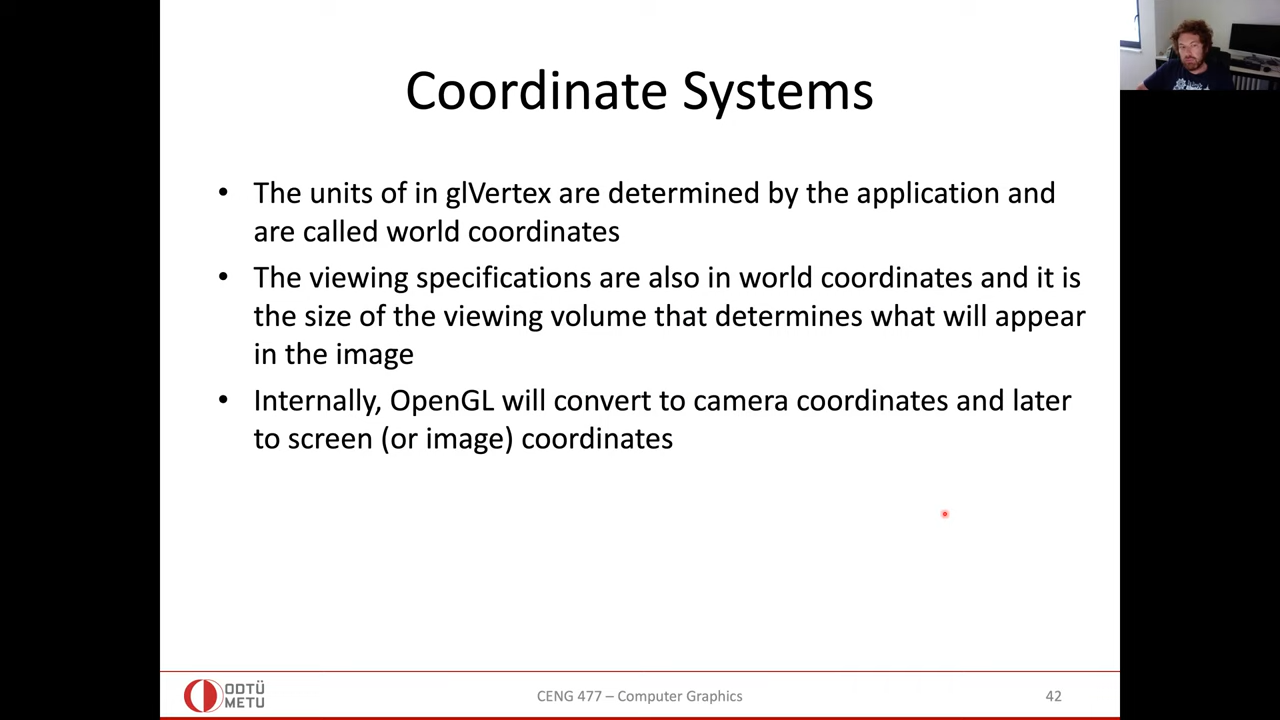 Coordinate Systems
• The units of in glVertex are determined by the application and
are called world coordinates
• The viewing specifications are also in world coordinates and it is
the size of the viewing volume that determines what will appear
in the image
• Internally, OpenGL will convert to camera coordinates and later
to screen (or image) coordinates
ODTÜ
METU
CENG 477 – Computer Graphics
42